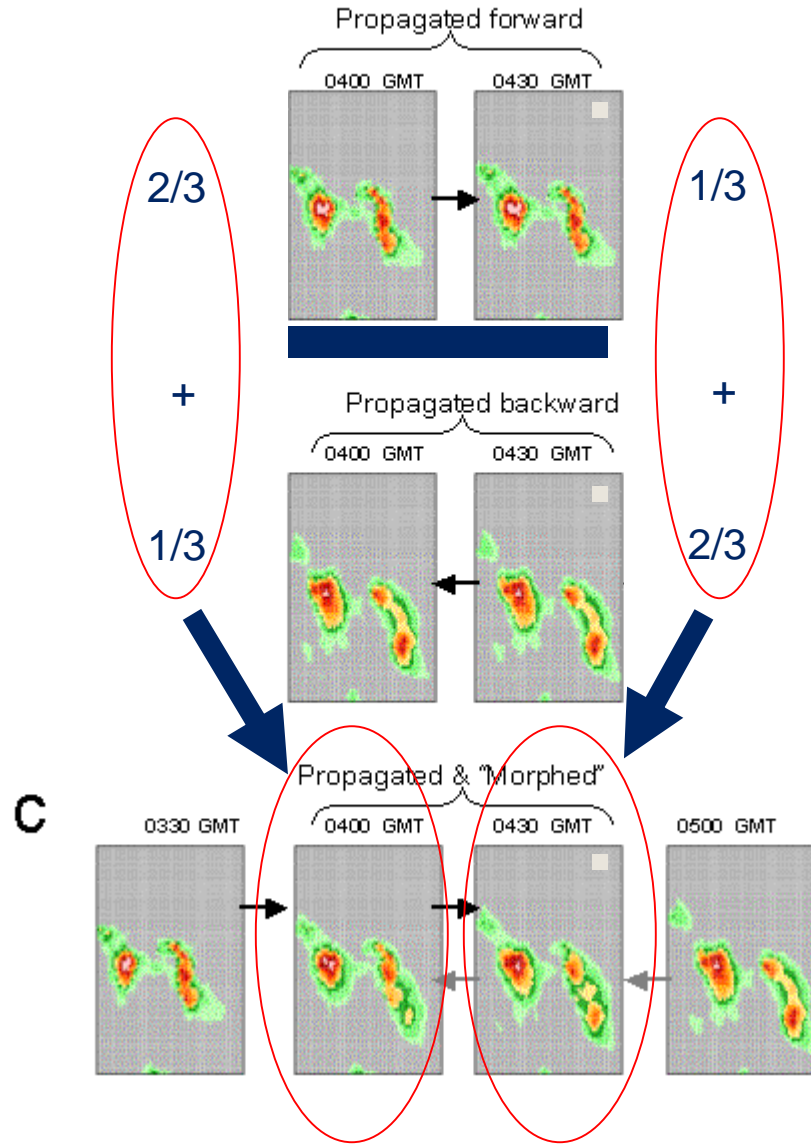 Propagated forward
0400 GMT 0430 GMT
2/3 1/3
+ +
Propagated backward
0400 GMT 0430 GMT
1/3 2/3
Propagated & "Morphed"
C
0330 GMT 0400 GMT 0430 GMT 0500 GMT